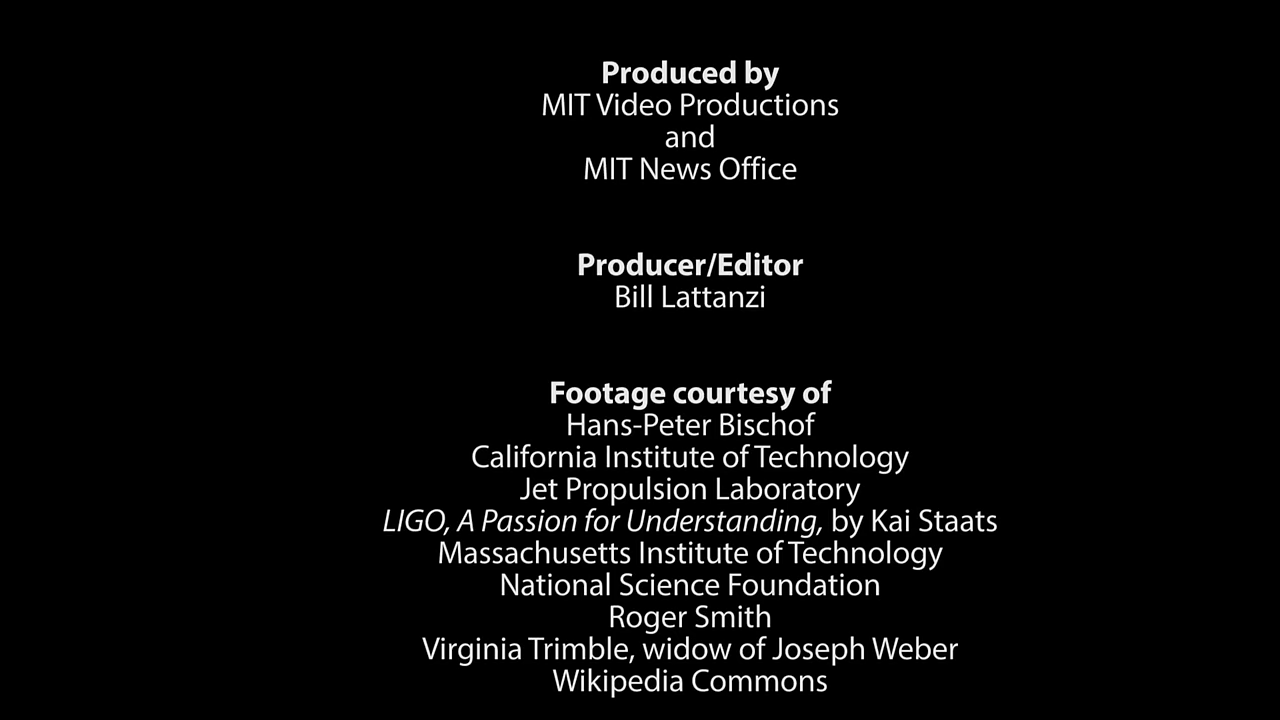 Produced by
MIT Video Productions
and
MIT News Office
Producer/Editor
Bill Lattanzi
Footage courtesy of
Hans-Peter Bischof
California Institute of Technology
Jet Propulsion Laboratory
LIGO, A Passion for Understanding, by Kai Staats
Massachusetts Institute of Technology
National Science Foundation
Roger Smith
Virginia Trimble, widow of Joseph Weber
Wikipedia Commons